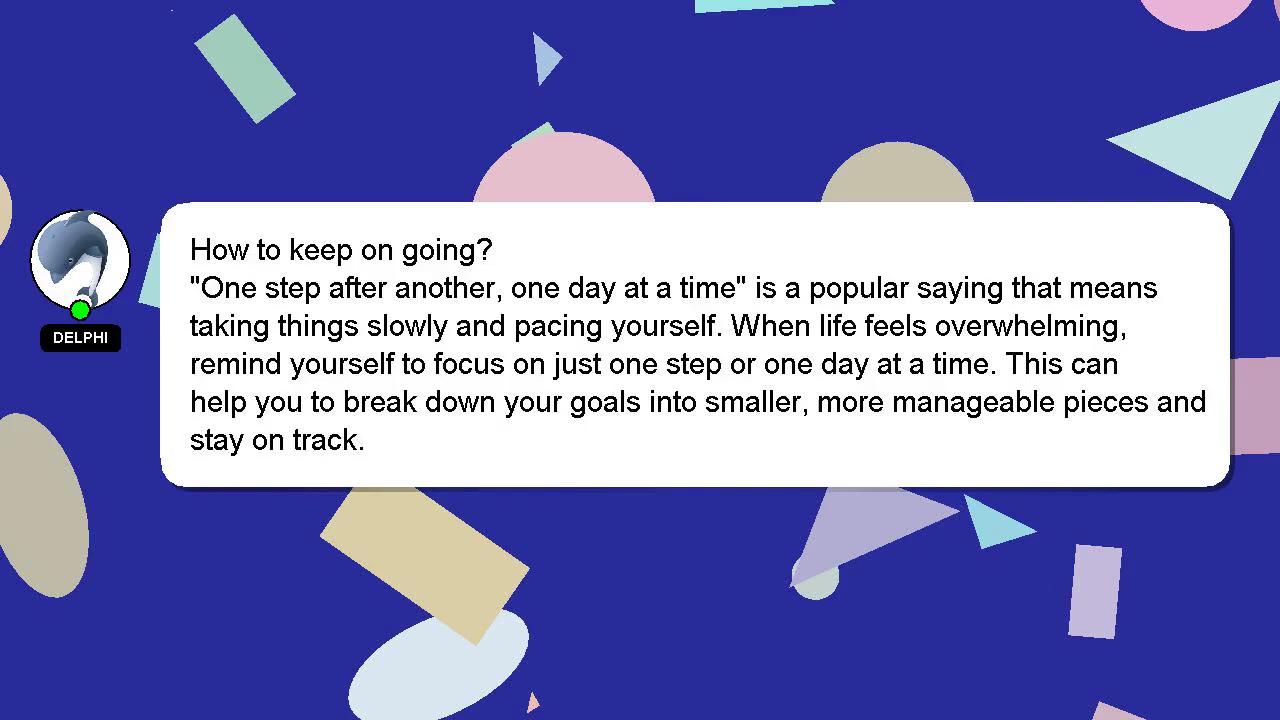 How to keep on going?
"One step after another, one day at a time" is a popular saying that means
taking things slowly and pacing yourself. When life feels overwhelming,
remind yourself to focus on just one step or one day at a time. This can
help you to break down your goals into smaller, more manageable pieces and
stay on track.
DELPHI